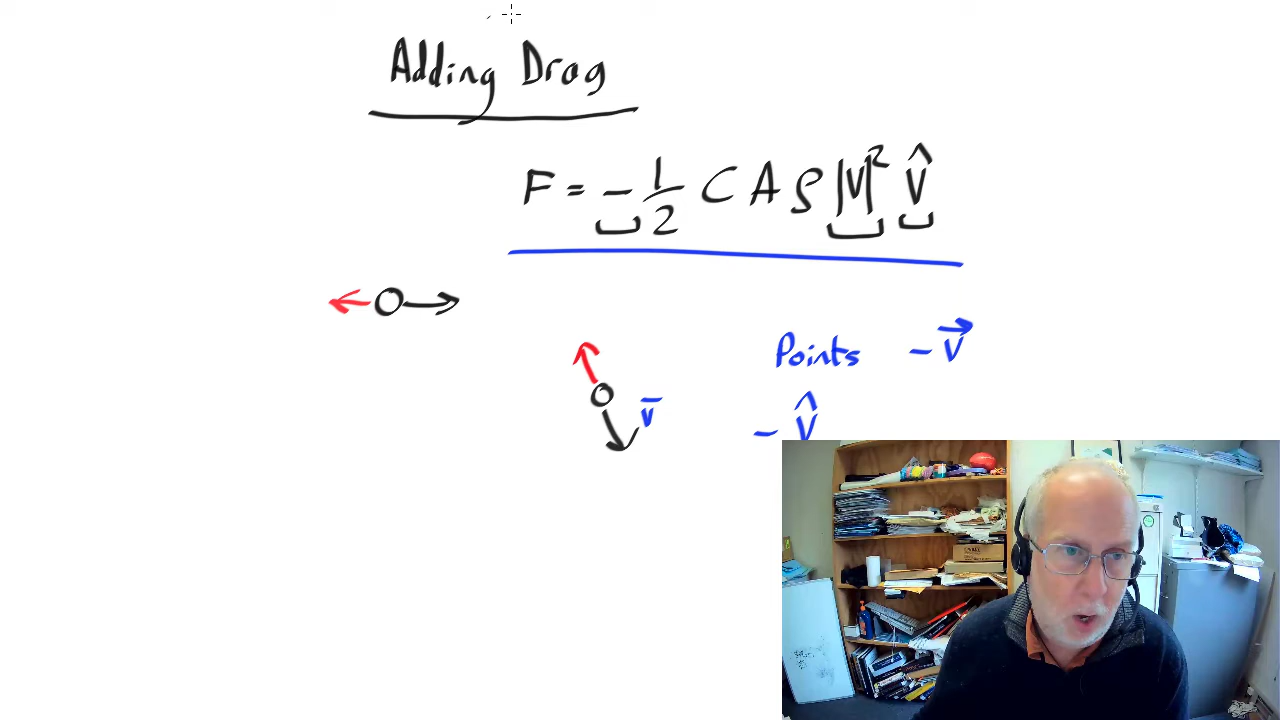 Adding Drag
F = - 1/2 C A ρ |V|² V̂
Points - V⃗
v̄
- V̂